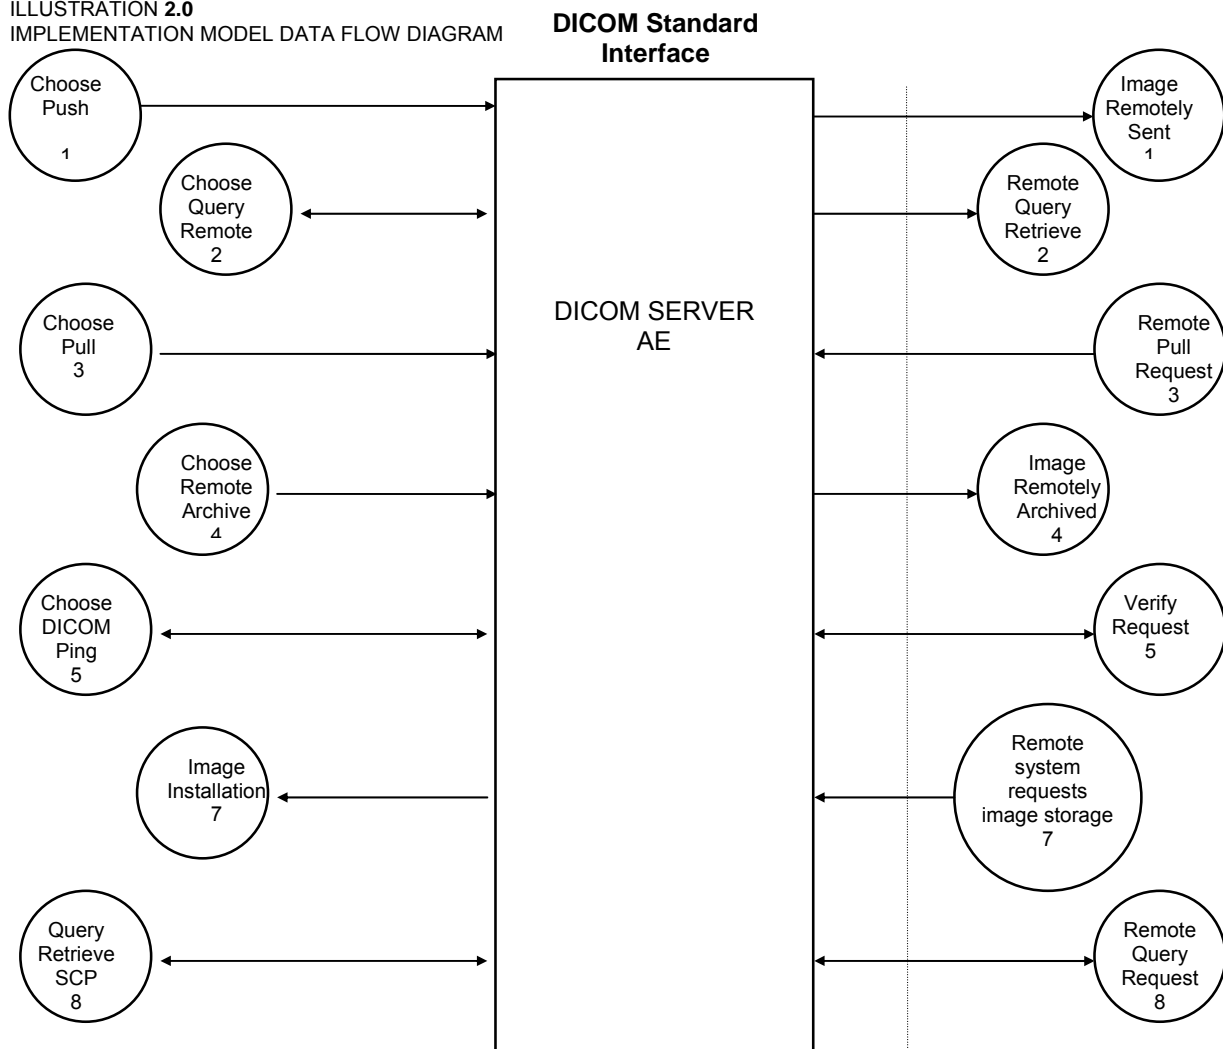 ILLUSTRATION 2.0
IMPLEMENTATION MODEL DATA FLOW DIAGRAM
DICOM Standard
Interface
Choose
Push
1
Image
Remotely
Sent
1
Choose
Query
Remote
2
Remote
Query
Retrieve
2
DICOM SERVER
AE
Choose
Pull
3
Remote
Pull
Request
3
Choose
Remote
Archive
4
Image
Remotely
Archived
4
Choose
DICOM
Ping
5
Verify
Request
5
Image
Installation
7
Remote
system
requests
image storage
7
Query
Retrieve
SCP
8
Remote
Query
Request
8